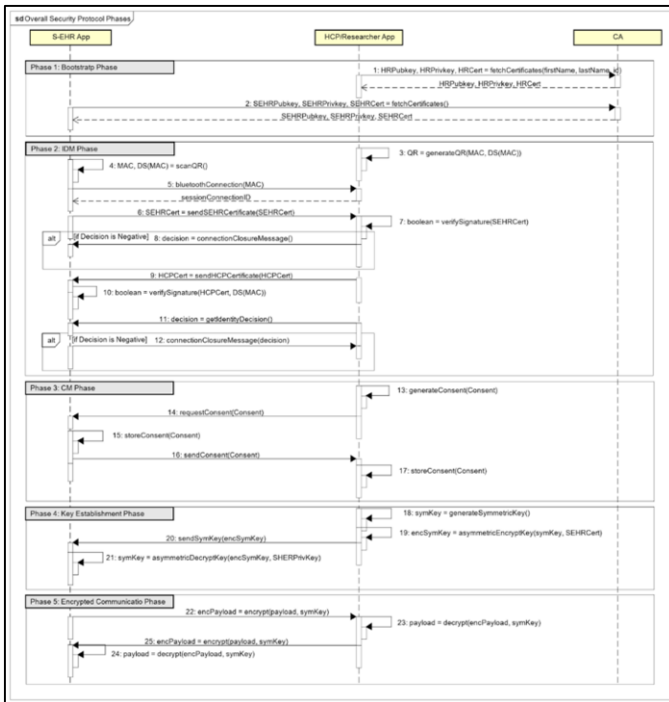 sd Overall Security Protocol Phases
S-EHR App
HCP/Researcher App
CA
Phase 1: Bootstratp Phase
1: HRPubkey, HRPrivkey, HRCert = fetchCertificates(firstName, lastName, id)
HRPubkey, HRPrivkey, HRCert
2: SEHRPubkey, SEHRPrivkey, SEHRCert = fetchCertificates()
SEHRPubkey, SEHRPrivkey, SEHRCert
Phase 2: IDM Phase
3: QR = generateQR(MAC, DS(MAC))
4: MAC, DS(MAC) = scanQR()
5: bluetoothConnection(MAC)
sessionConnectionID
6: SEHRCert = sendSEHRCertificate(SEHRCert)
7: boolean = verifySignature(SEHRCert)
alt
[if Decision is Negative]
8: decision = connectionClosureMessage()
9: HCPCert = sendHCPCertificate(HCPCert)
10: boolean = verifySignature(HCPCert, DS(MAC))
11: decision = getIdentityDecision()
alt
[if Decision is Negative]
12: connectionClosureMessage(decision)
Phase 3: CM Phase
13: generateConsent(Consent)
14: requestConsent(Consent)
15: storeConsent(Consent)
16: sendConsent(Consent)
17: storeConsent(Consent)
Phase 4: Key Establishment Phase
18: symKey = generateSymmetricKey()
19: encSymKey = asymmetricEncryptKey(symKey, SEHRCert)
20: sendSymKey(encSymKey)
21: symKey = asymmetricDecryptKey(encSymKey, SHERPrivKey)
Phase 5: Encrypted Communicatio Phase
22: encPayload = encrypt(payload, symKey)
23: payload = decrypt(encPayload, symKey)
25: encPayload = encrypt(payload, symKey)
24: payload = decrypt(encPayload, symKey)